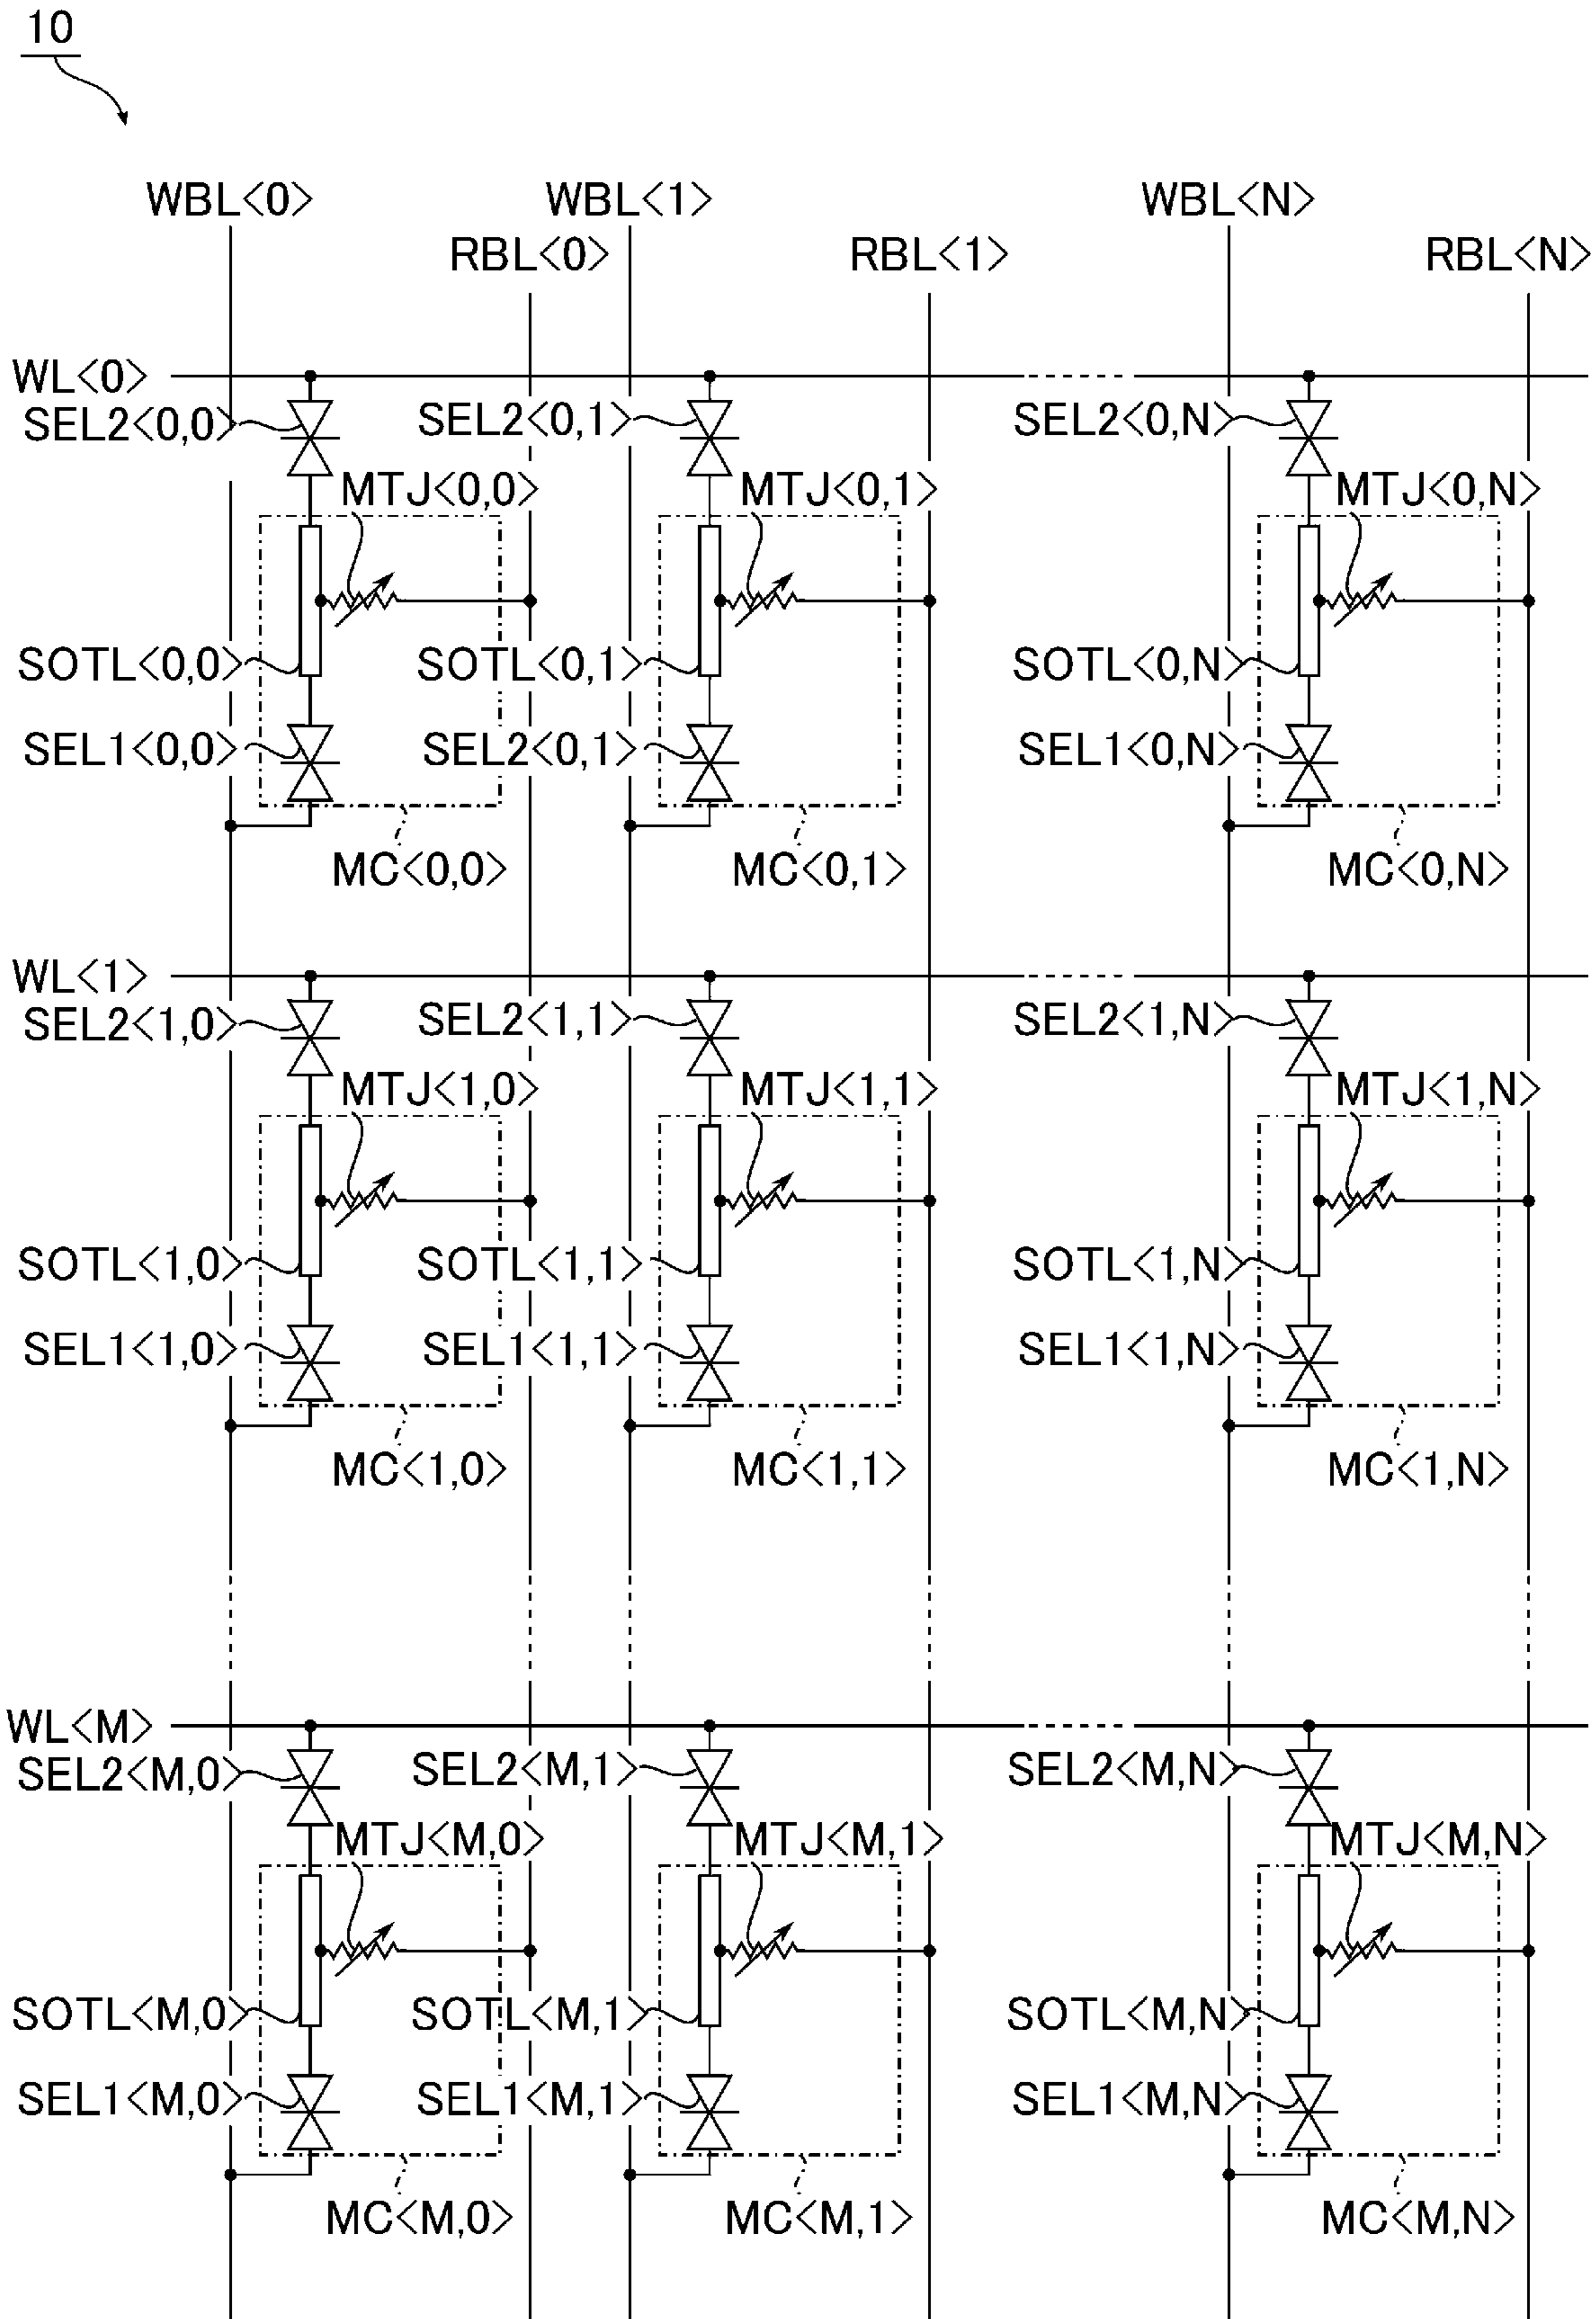 10
WBL<0> WBL<1> WBL<N>
RBL<0> RBL<1> RBL<N>
WL<0>
SEL2<0,0> SEL2<0,1> SEL2<0,N>
MTJ<0,0> MTJ<0,1> MTJ<0,N>
SOTL<0,0> SOTL<0,1> SOTL<0,N>
SEL1<0,0> SEL2<0,1> SEL1<0,N>
MC<0,0> MC<0,1> MC<0,N>
WL<1>
SEL2<1,0> SEL2<1,1> SEL2<1,N>
MTJ<1,0> MTJ<1,1> MTJ<1,N>
SOTL<1,0> SOTL<1,1> SOTL<1,N>
SEL1<1,0> SEL1<1,1> SEL1<1,N>
MC<1,0> MC<1,1> MC<1,N>
WL<M>
SEL2<M,0> SEL2<M,1> SEL2<M,N>
MTJ<M,0> MTJ<M,1> MTJ<M,N>
SOTL<M,0> SOTL<M,1> SOTL<M,N>
SEL1<M,0> SEL1<M,1> SEL1<M,N>
MC<M,0> MC<M,1> MC<M,N>